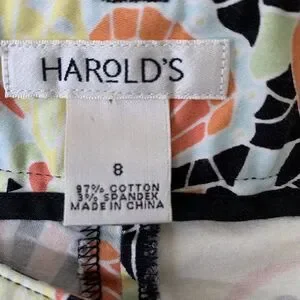 HAROLD'S
8
97% COTTON
3% SPANDEX
MADE IN CHINA